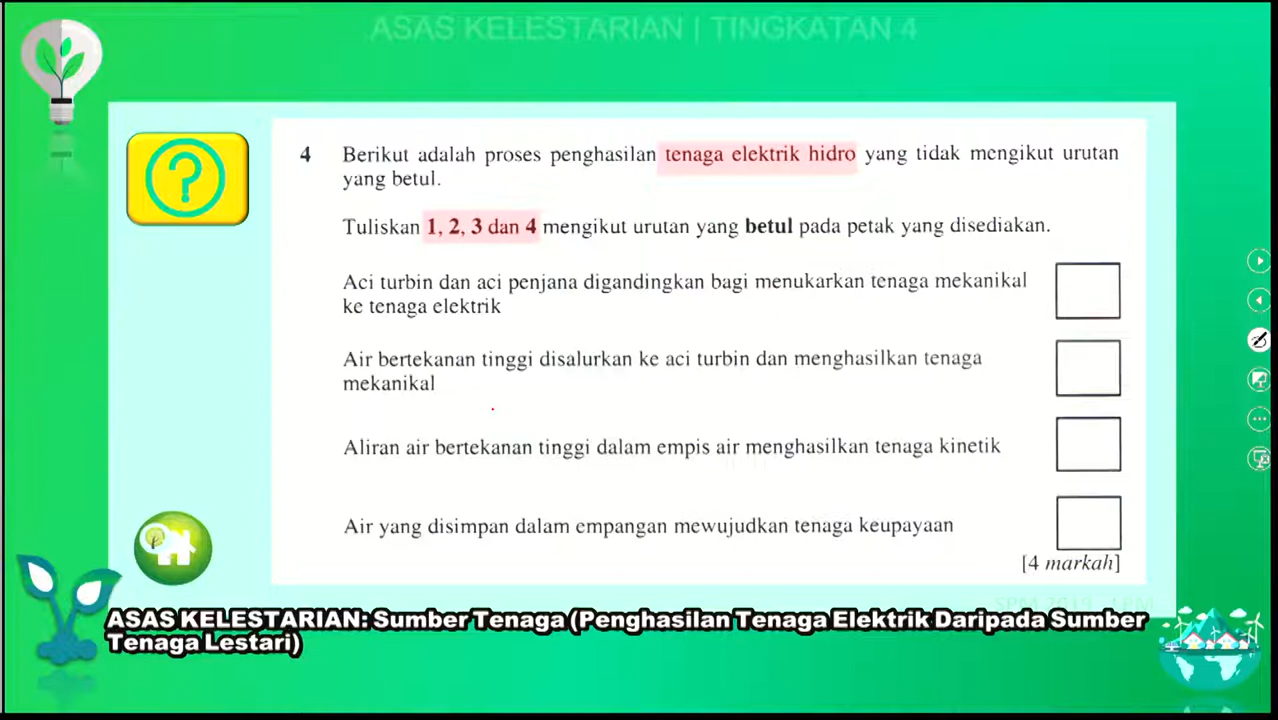 ASAS KELESTARIAN | TINGKATAN 4
4 Berikut adalah proses penghasilan tenaga elektrik hidro yang tidak mengikut urutan
yang betul.
Tuliskan 1, 2, 3 dan 4 mengikut urutan yang betul pada petak yang disediakan.
Aci turbin dan aci penjana digandingkan bagi menukarkan tenaga mekanikal
ke tenaga elektrik
Air bertekanan tinggi disalurkan ke aci turbin dan menghasilkan tenaga
mekanikal
Aliran air bertekanan tinggi dalam empis air menghasilkan tenaga kinetik
Air yang disimpan dalam empangan mewujudkan tenaga keupayaan
[4 markah]
ASAS KELESTARIAN: Sumber Tenaga (Penghasilan Tenaga Elektrik Daripada Sumber
Tenaga Lestari)